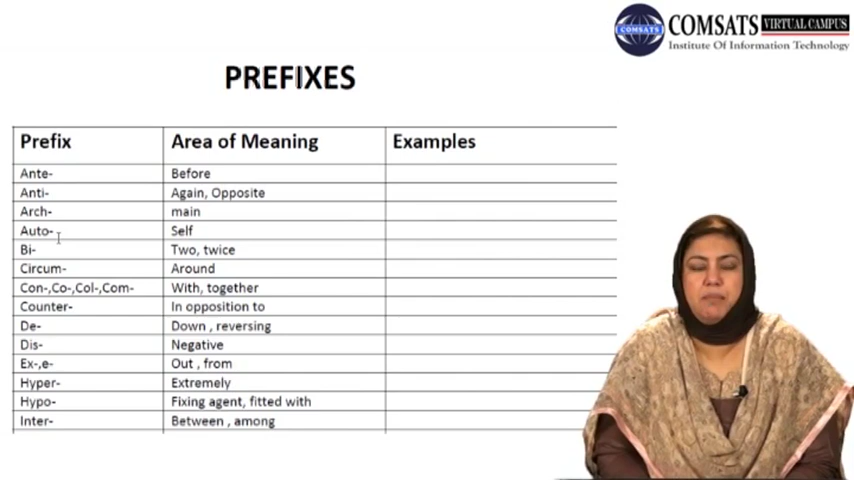 COMSATS VIRTUAL CAMPUS
COMSATS Institute Of Information Technology
PREFIXES
Prefix Area of Meaning Examples
Ante- Before
Anti- Again, Opposite
Arch- main
Auto- Self
Bi- Two, twice
Circum- Around
Con-,Co-,Col-,Com- With, together
Counter- In opposition to
De- Down , reversing
Dis- Negative
Ex-,e- Out , from
Hyper- Extremely
Hypo- Fixing agent, fitted with
Inter- Between , among